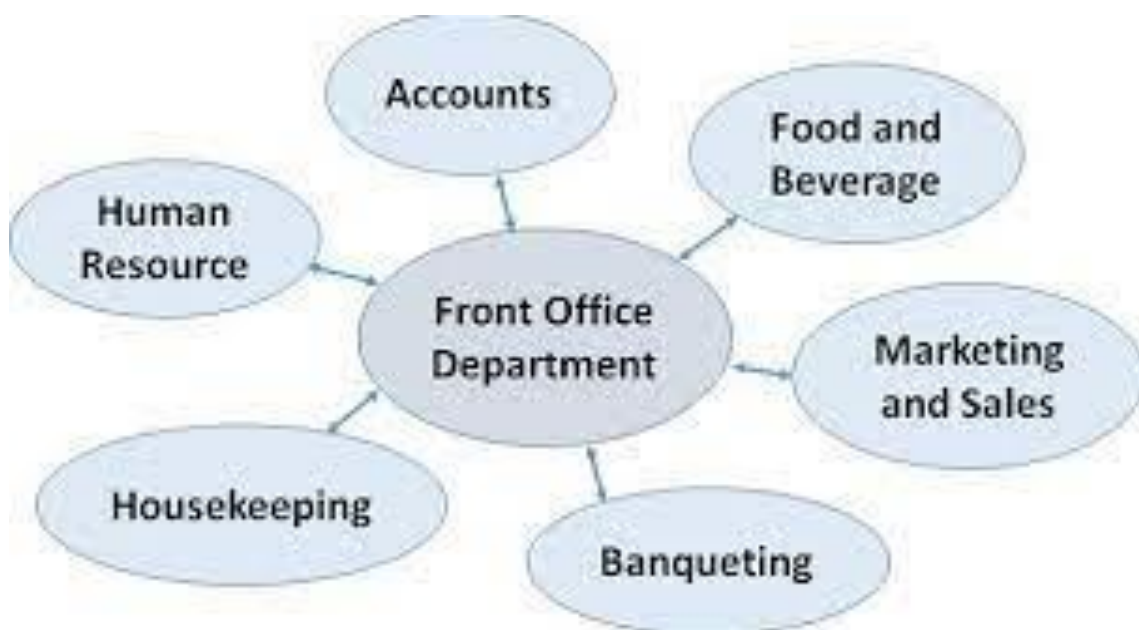 Accounts
Food and
Beverage
Human
Resource
Front Office
Department
Marketing
and Sales
Housekeeping
Banqueting